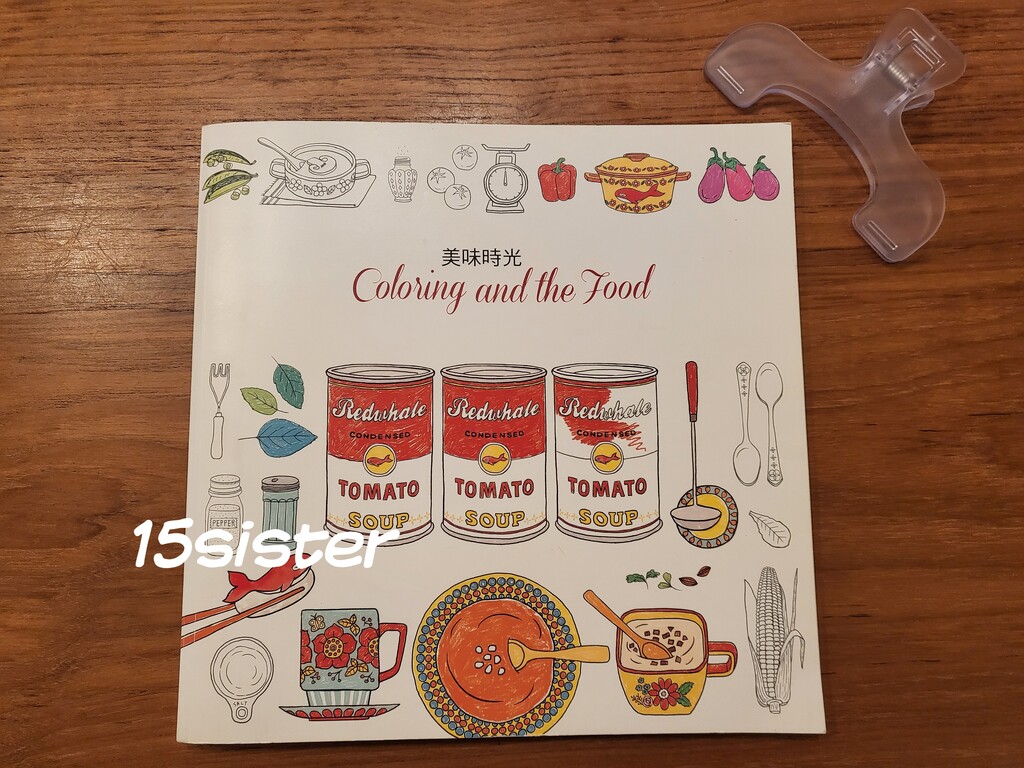 美味時光
Coloring and the Food
Redwhale
CONDENSED
TOMATO
SOUP
Redwhale
CONDENSED
TOMATO
SOUP
Redwhale
CONDENSED
TOMATO
SOUP
PEPPER
15sister
SALT